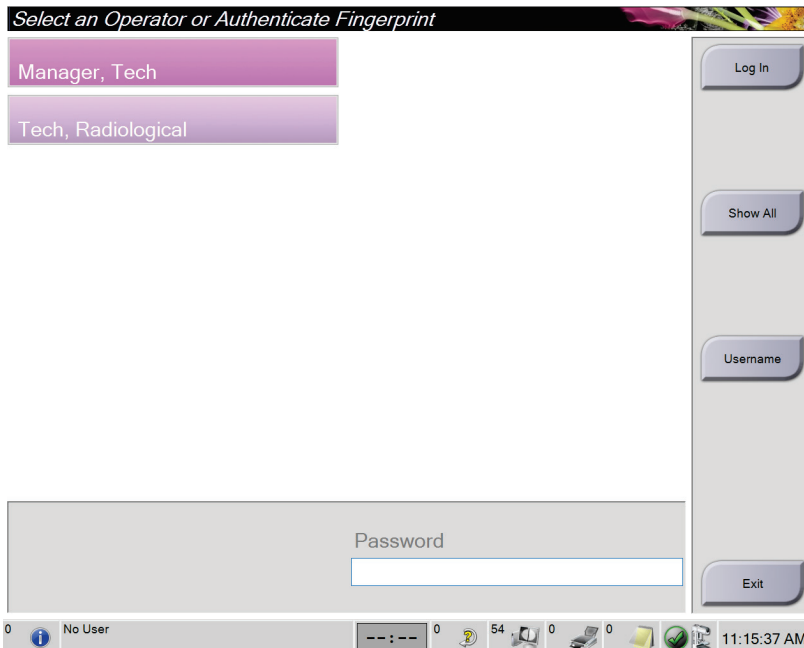 Select an Operator or Authenticate Fingerprint
Manager, Tech
Tech, Radiological
Log In
Show All
Username
Exit
Password
0
No User
--:--
0
54
0
0
11:15:37 AM